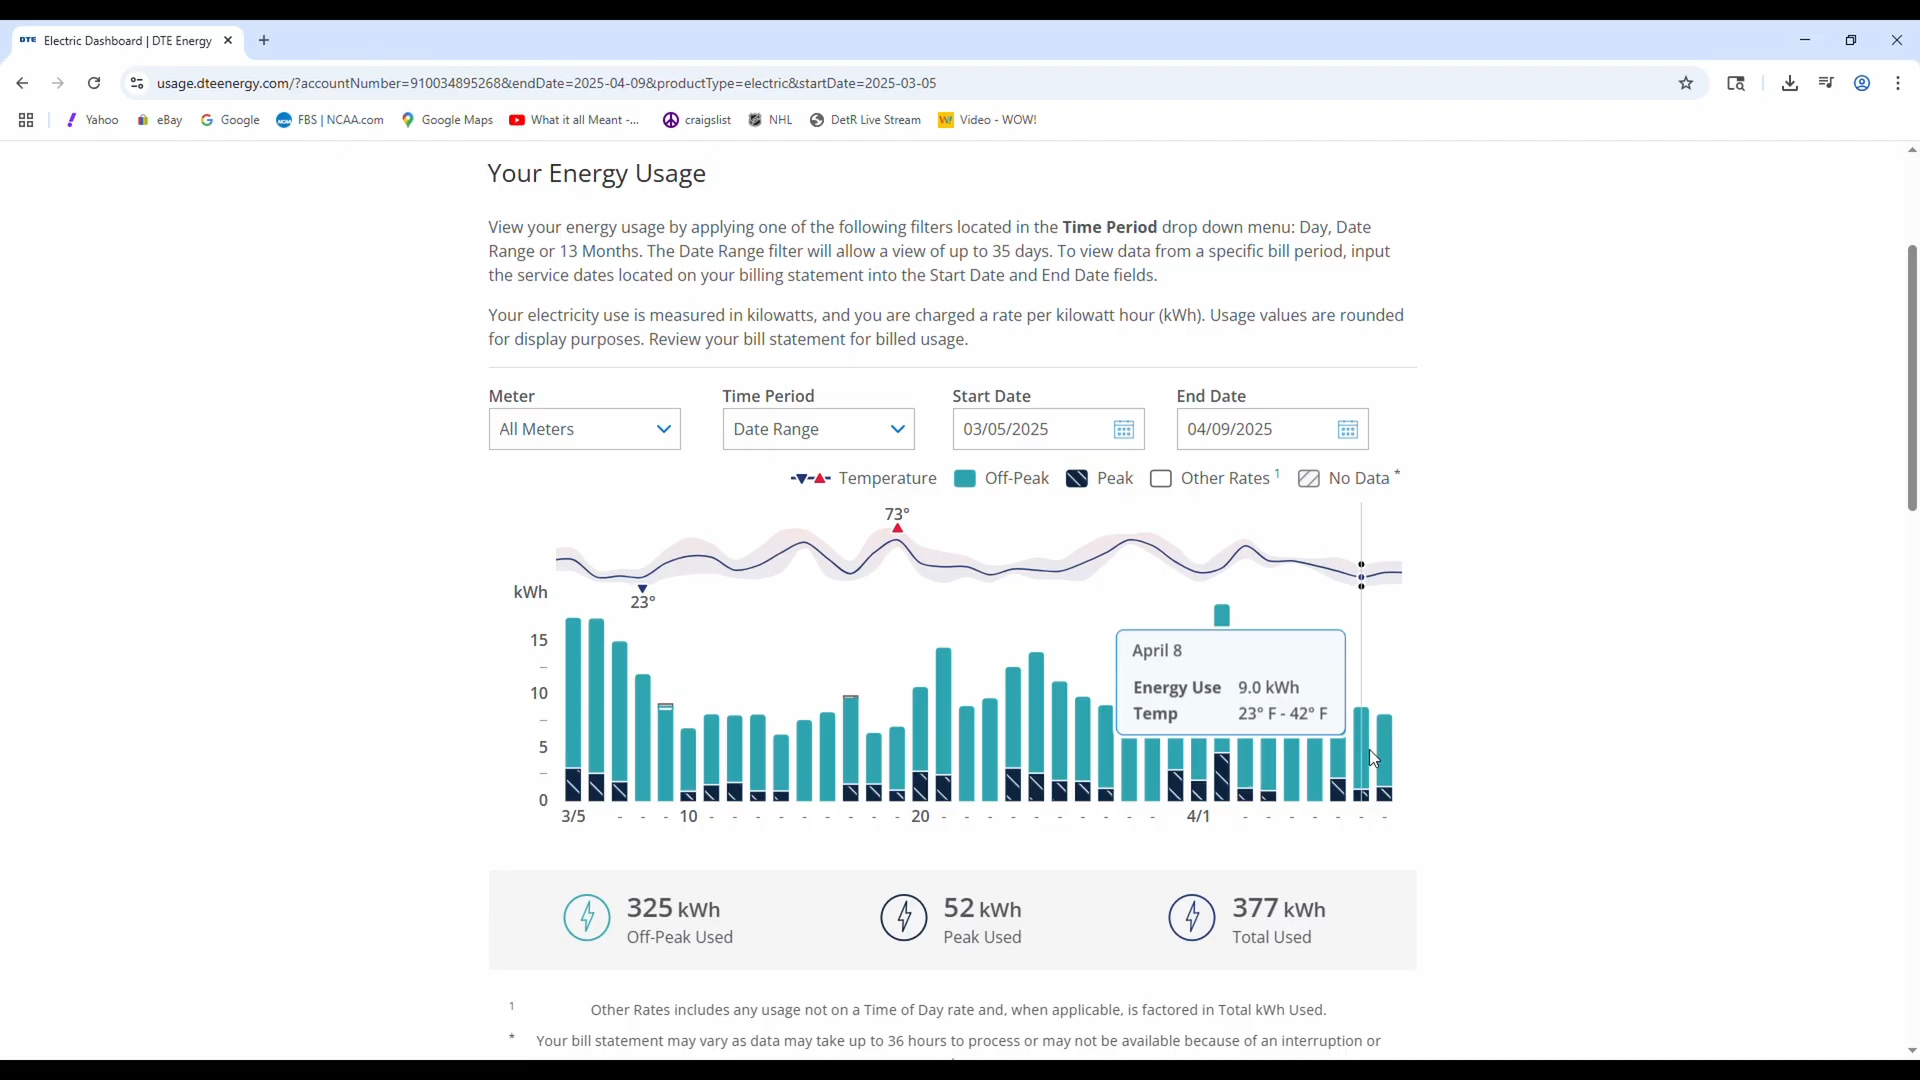 DTE Electric Dashboard | DTE Energy
usage.dteenergy.com/?accountNumber=910034895268&endDate=2025-04-09&productType=electric&startDate=2025-03-05
Yahoo eBay Google FBS | NCAA.com Google Maps What it all Meant -... craigslist NHL DetR Live Stream Video - WOW!
Your Energy Usage
View your energy usage by applying one of the following filters located in the Time Period drop down menu: Day, Date
Range or 13 Months. The Date Range filter will allow a view of up to 35 days. To view data from a specific bill period, input
the service dates located on your billing statement into the Start Date and End Date fields.
Your electricity use is measured in kilowatts, and you are charged a rate per kilowatt hour (kWh). Usage values are rounded
for display purposes. Review your bill statement for billed usage.
Meter Time Period Start Date End Date
All Meters Date Range 03/05/2025 04/09/2025
Temperature Off-Peak Peak Other Rates 1 No Data *
73°
kWh
23°
15
10
5
0
April 8
Energy Use 9.0 kWh
Temp 23° F - 42° F
3/5 - - - 10 - - - - - - - - - 20 - - - - - - - - - - 4/1 - - - - - - -
325 kWh 52 kWh 377 kWh
Off-Peak Used Peak Used Total Used
1 Other Rates includes any usage not on a Time of Day rate and, when applicable, is factored in Total kWh Used.
* Your bill statement may vary as data may take up to 36 hours to process or may not be available because of an interruption or